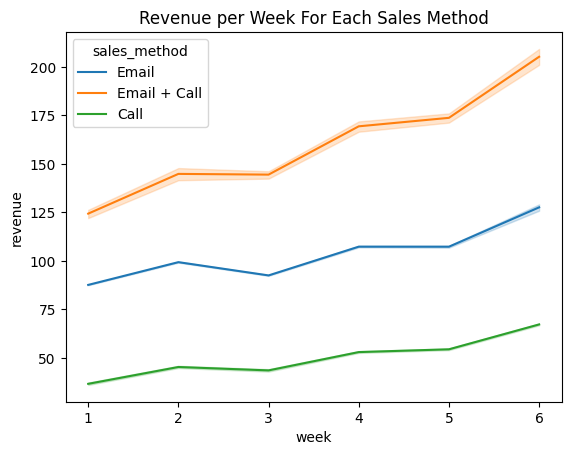 Revenue per Week For Each Sales Method
sales_method
Email
Email + Call
Call
revenue
200
175
150
125
100
75
50
1 2 3 4 5 6
week